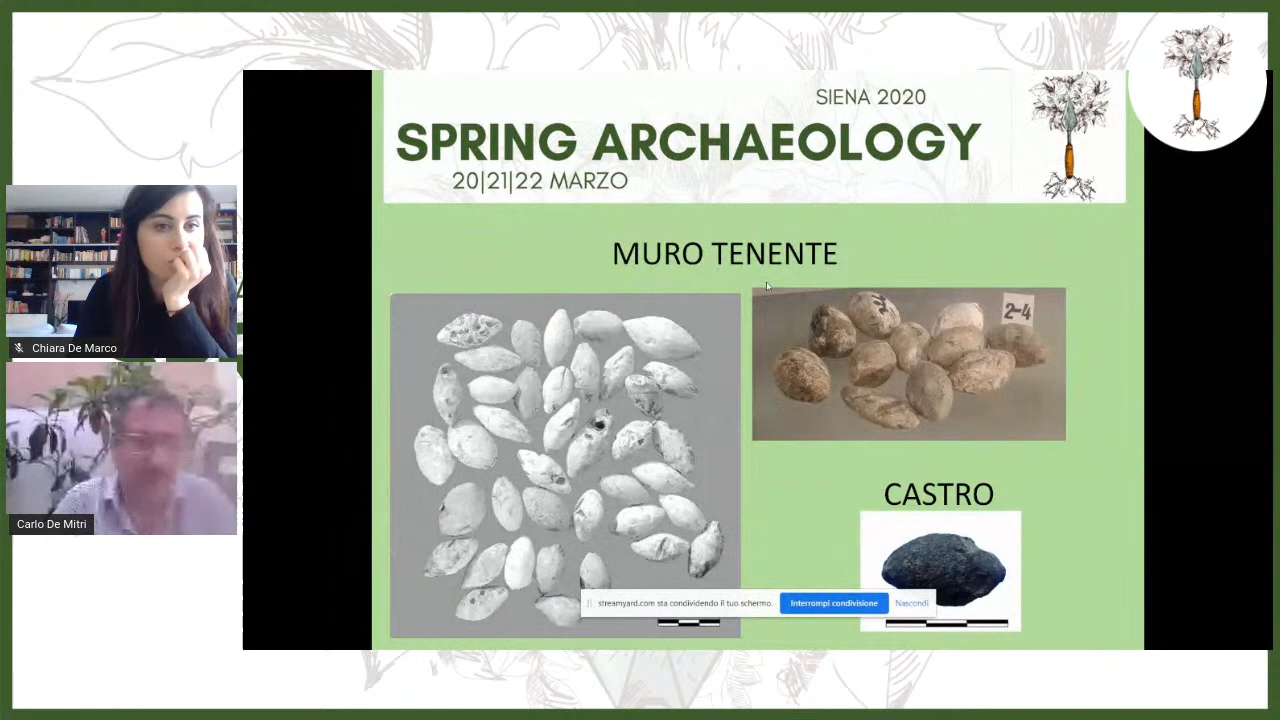 SIENA 2020
SPRING ARCHAEOLOGY
20|21|22 MARZO
MURO TENENTE
2-4
CASTRO
Chiara De Marco
Carlo De Mitri
streamyard.com sta condividendo il tuo schermo.
Interrompi condivisione
Nascondi